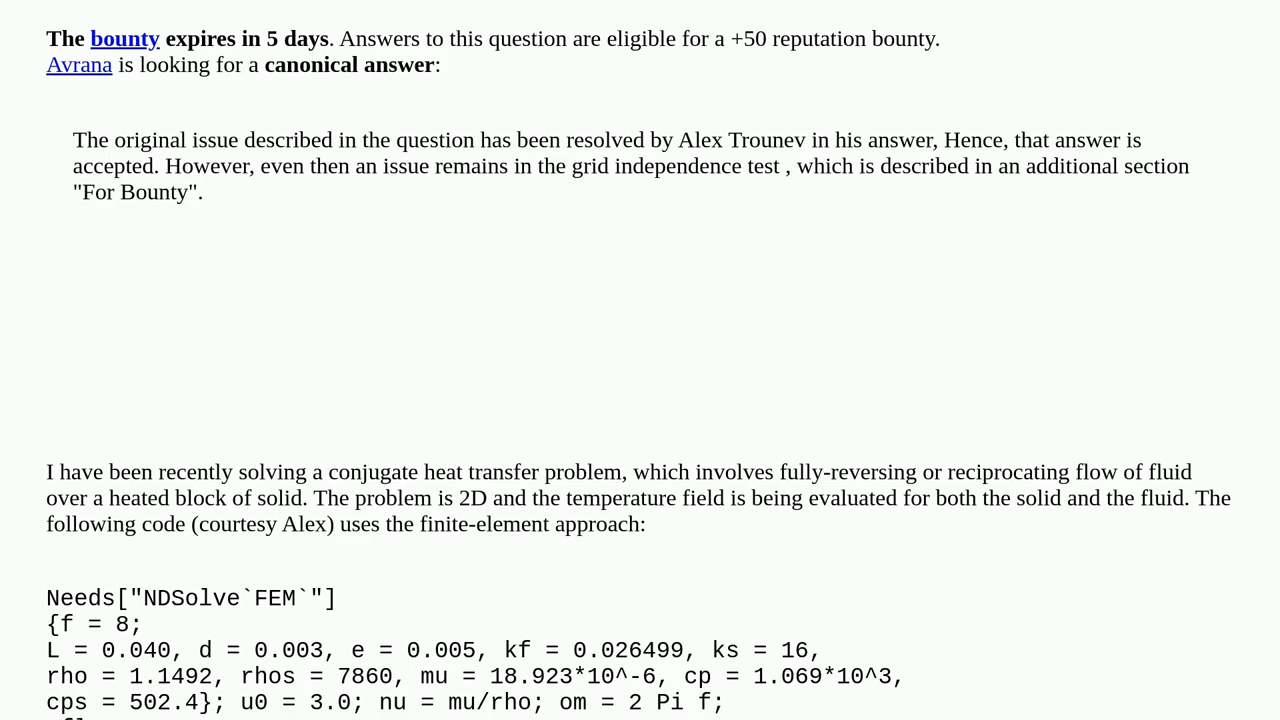 The bounty expires in 5 days. Answers to this question are eligible for a +50 reputation bounty.
Avrana is looking for a canonical answer:
The original issue described in the question has been resolved by Alex Trounev in his answer, Hence, that answer is
accepted. However, even then an issue remains in the grid independence test , which is described in an additional section
"For Bounty".
I have been recently solving a conjugate heat transfer problem, which involves fully-reversing or reciprocating flow of fluid
over a heated block of solid. The problem is 2D and the temperature field is being evaluated for both the solid and the fluid. The
following code (courtesy Alex) uses the finite-element approach:
Needs["NDSolve`FEM`"]
{f = 8;
L = 0.040, d = 0.003, e = 0.005, kf = 0.026499, ks = 16,
rho = 1.1492, rhos = 7860, mu = 18.923*10^-6, cp = 1.069*10^3,
cps = 502.4}; u0 = 3.0; nu = mu/rho; om = 2 Pi f;